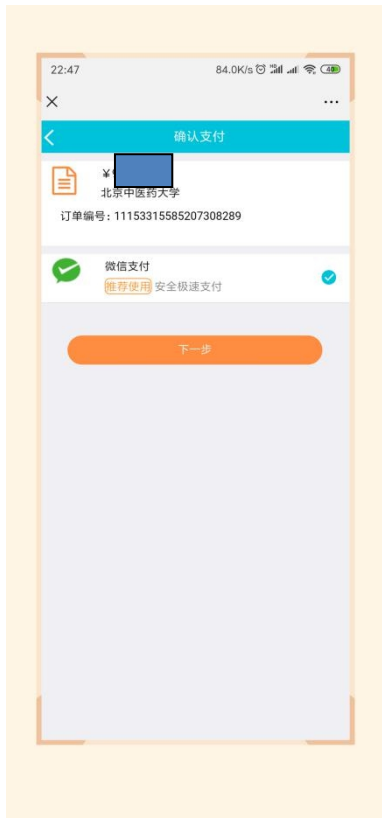 22:47
84.0K/s
40
确认支付
¥
北京中医药大学
订单编号：11153315585207308289
微信支付
推荐使用 安全极速支付
下一步